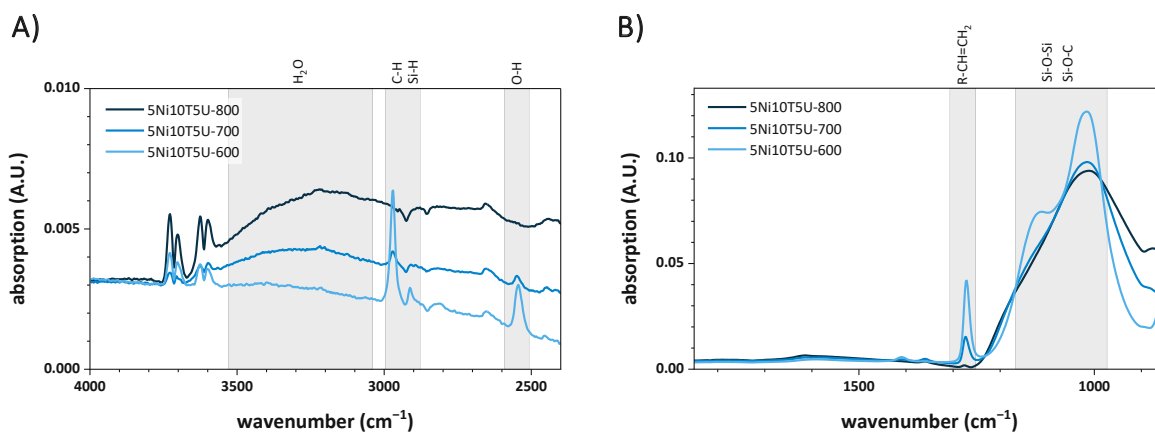 A)
H₂O
C-H
Si-H
O-H
0.010
0.005
0.000
absorption (A.U.)
5Ni10T5U-800
5Ni10T5U-700
5Ni10T5U-600
4000
3500
3000
2500
wavenumber (cm⁻¹)
B)
R-CH=CH₂
Si-O-Si
Si-O-C
0.10
0.05
0.00
absorption (A.U.)
5Ni10T5U-800
5Ni10T5U-700
5Ni10T5U-600
1500
1000
wavenumber (cm⁻¹)